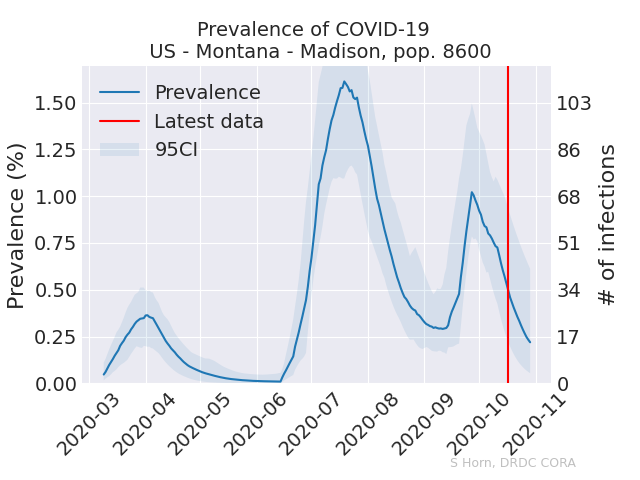 Prevalence of COVID-19
US - Montana - Madison, pop. 8600
Prevalence
Latest data
95CI
Prevalence (%)
1.50
1.25
1.00
0.75
0.50
0.25
0.00
103
86
68
51
34
17
0
# of infections
2020-03
2020-04
2020-05
2020-06
2020-07
2020-08
2020-09
2020-10
2020-11
S Horn, DRDC CORA